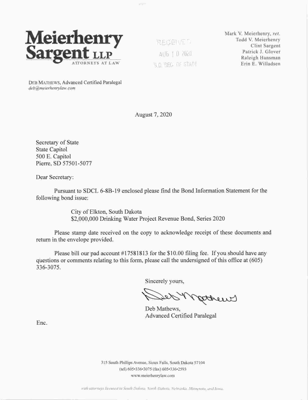 Meierhenry
Sargent LLP
ATTORNEYS AT LAW
Mark V. Meierhenry, ret.
Todd V. Meierhenry
Clint Sargent
Patrick J. Glover
Raleigh Hansman
Erin E. Willadsen
DEB MATHEWS, Advanced Certified Paralegal
deb@meierhenrylaw.com
August 7, 2020
Secretary of State
State Capitol
500 E. Capitol
Pierre, SD 57501-5077
Dear Secretary:
Pursuant to SDCL 6-8B-19 enclosed please find the Bond Information Statement for the
following bond issue:
City of Elkton, South Dakota
$2,000,000 Drinking Water Project Revenue Bond, Series 2020
Please stamp date received on the copy to acknowledge receipt of these documents and
return in the envelope provided.
Please bill our pad account #17581813 for the $10.00 filing fee. If you should have any
questions or comments relating to this form, please call the undersigned of this office at (605)
336-3075.
Sincerely yours,
Deb Mathews
Deb Mathews,
Advanced Certified Paralegal
Enc.
315 South Phillips Avenue, Sioux Falls, South Dakota 57104
(tel) 605•336•3075 (fax) 605•336•2593
www.meierhenrylaw.com
with attorneys licensed in South Dakota, North Dakota, Nebraska, Minnesota, and Iowa